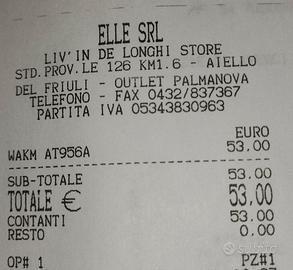 ELLE SRL
LIV'IN DE LONGHI STORE
STD.PROV.LE 126 KM1.6 - AIELLO
DEL FRIULI - OUTLET PALMANOVA
TELEFONO - FAX 0432/837367
PARTITA IVA 05343830963
EURO
WAKM AT956A 53.00
SUB-TOTALE 53.00
TOTALE € 53.00
CONTANTI 53.00
RESTO 0.00
OP# 1 PZ#1
subito